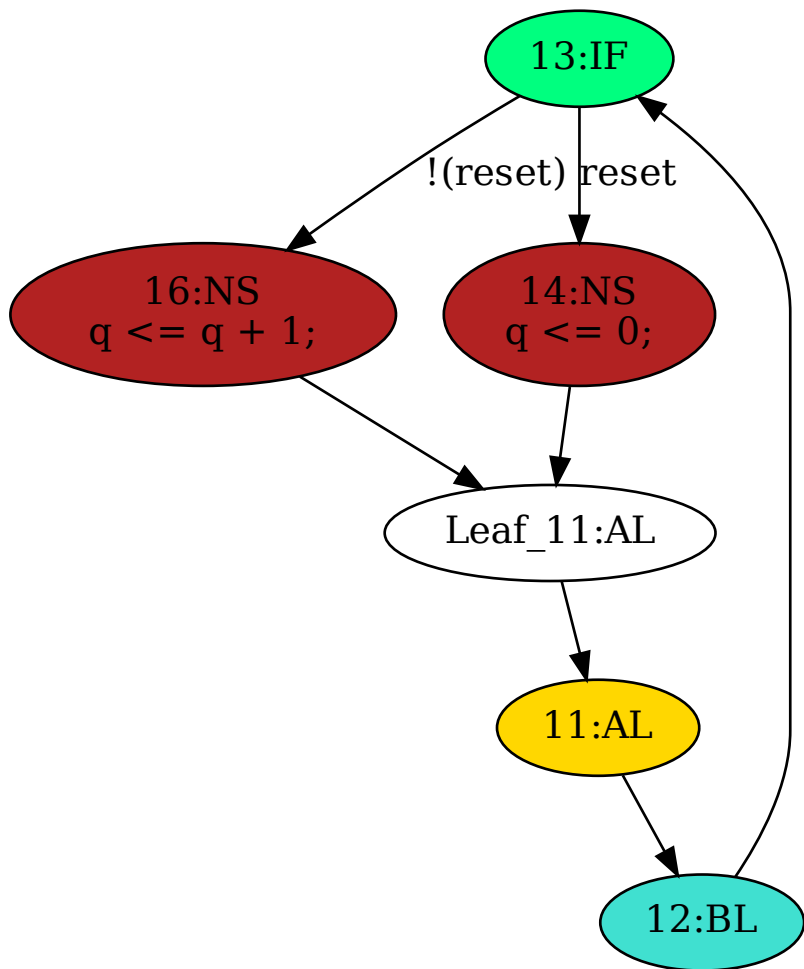 13:IF
!(reset)
reset
16:NS
q <= q + 1;
14:NS
q <= 0;
Leaf_11:AL
11:AL
12:BL